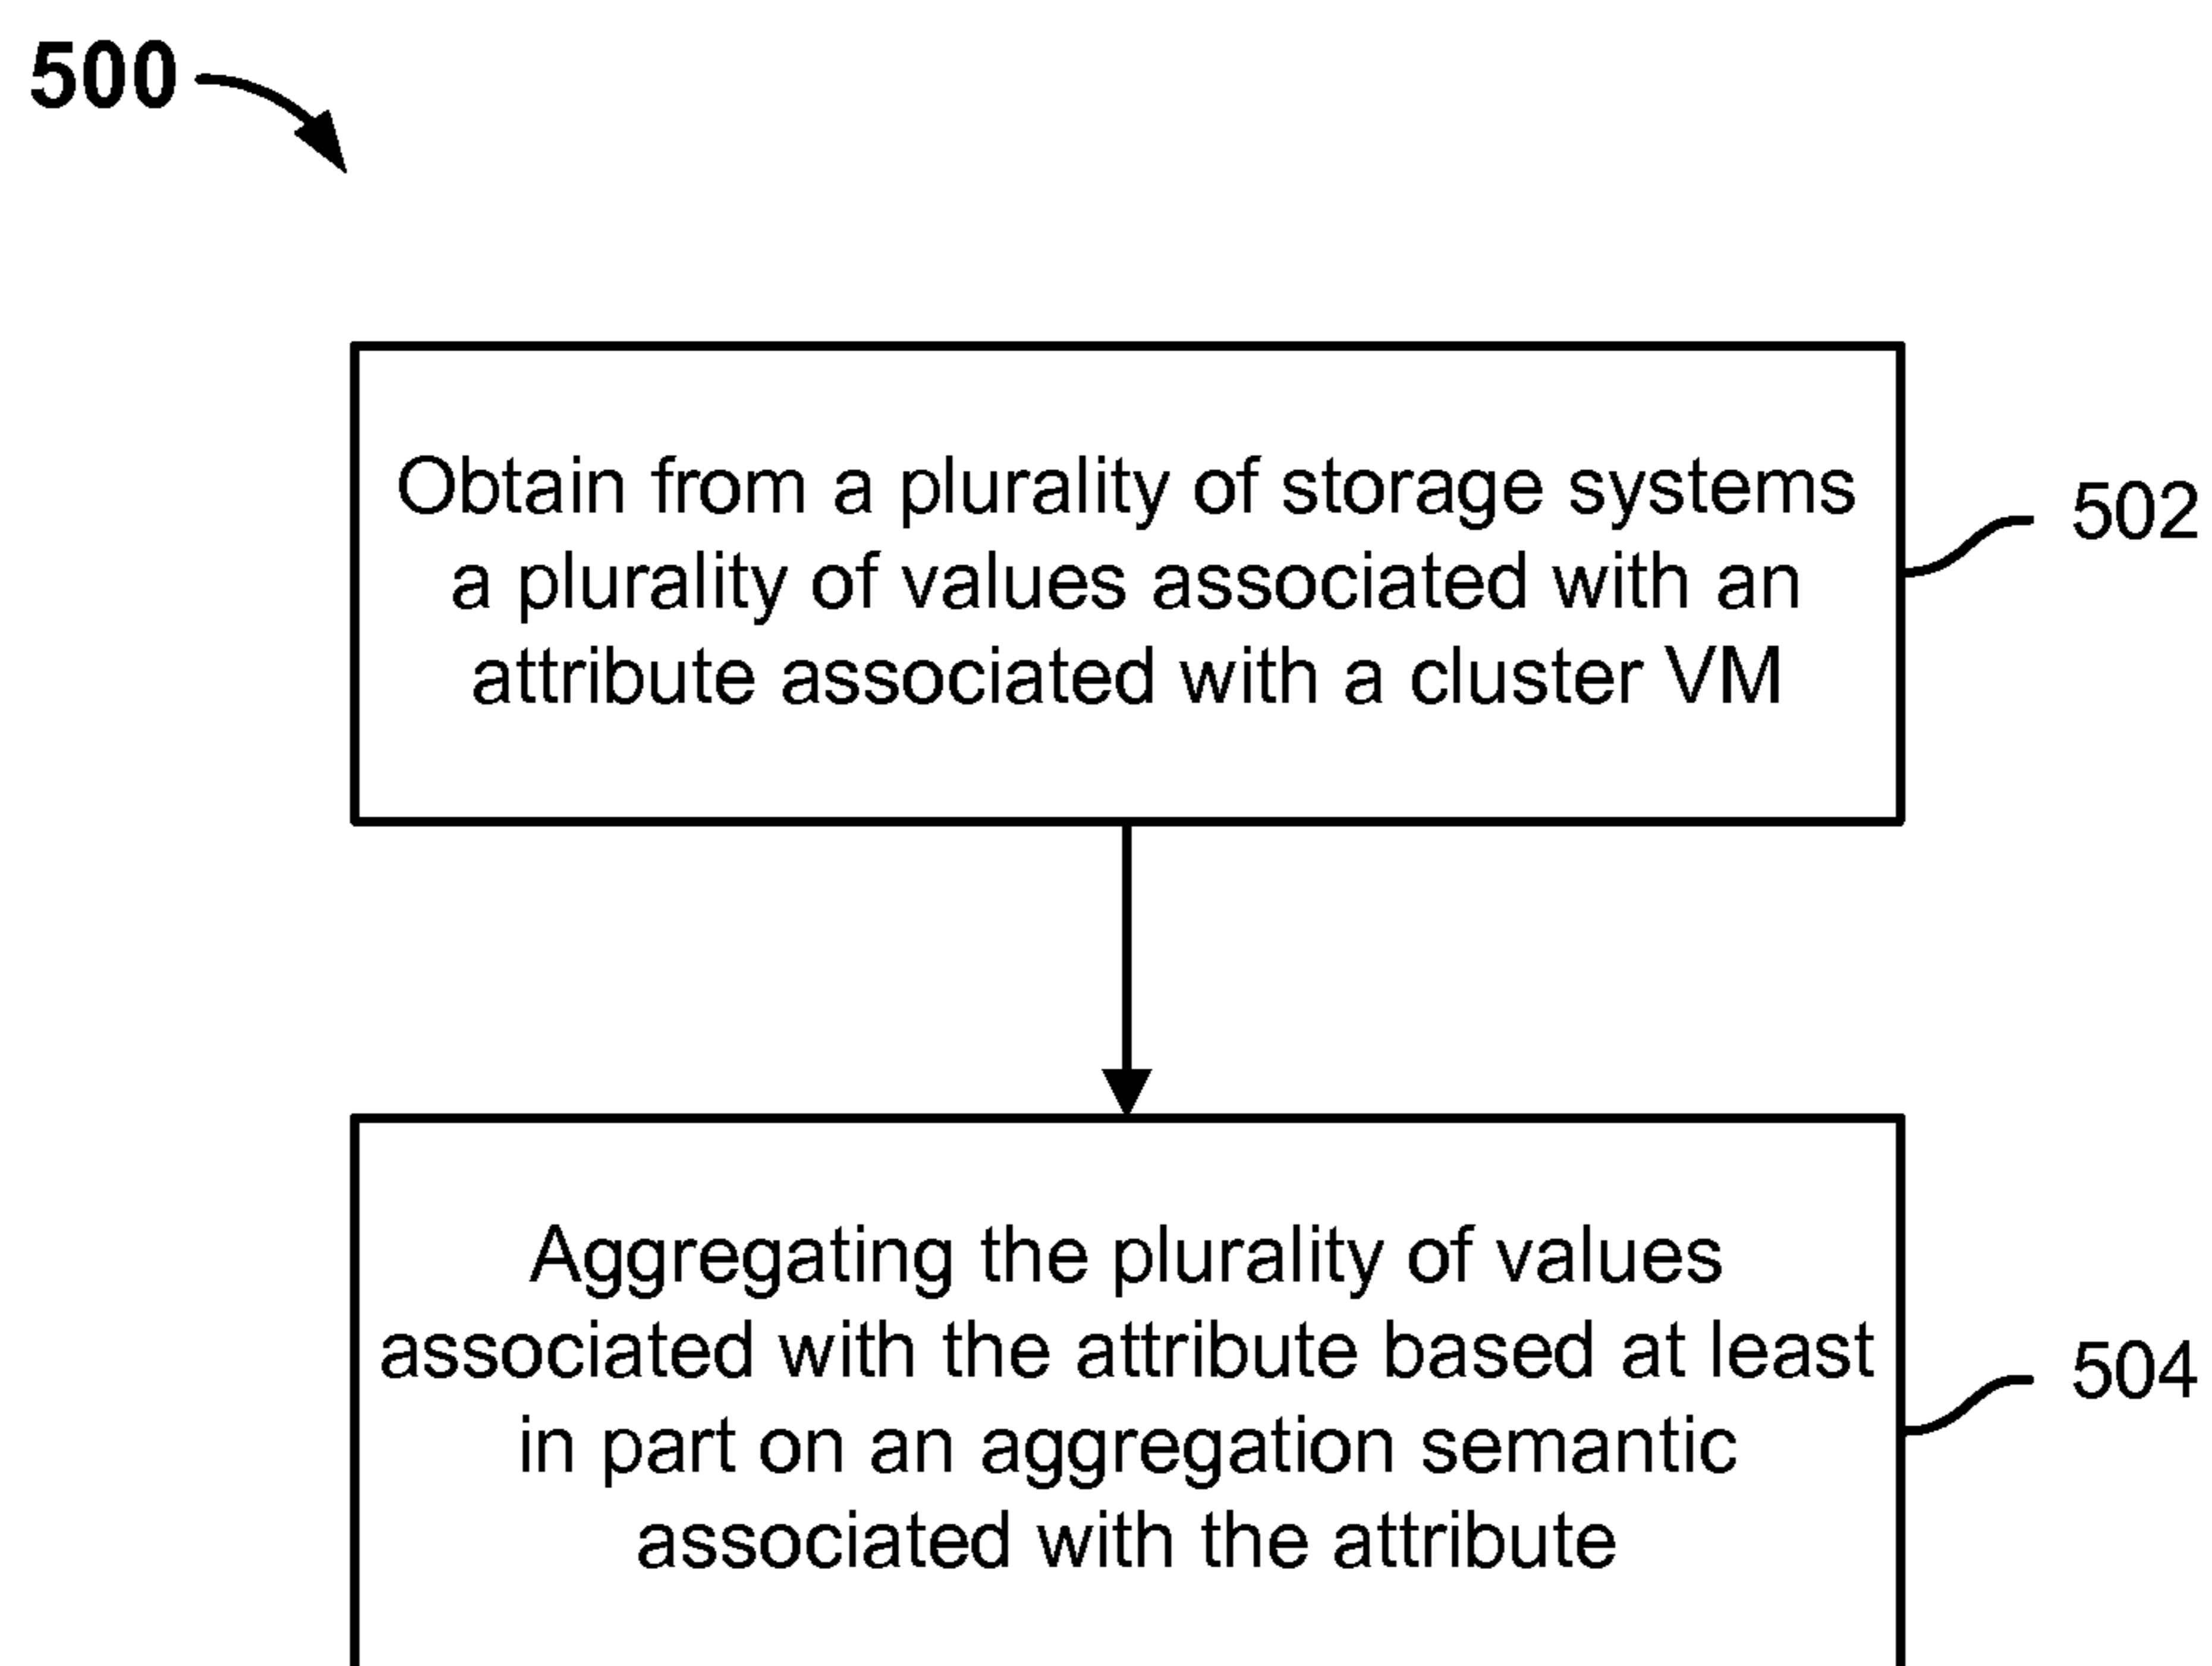 500
Obtain from a plurality of storage systems
a plurality of values associated with an
attribute associated with a cluster VM
502
Aggregating the plurality of values
associated with the attribute based at least
in part on an aggregation semantic
associated with the attribute
504